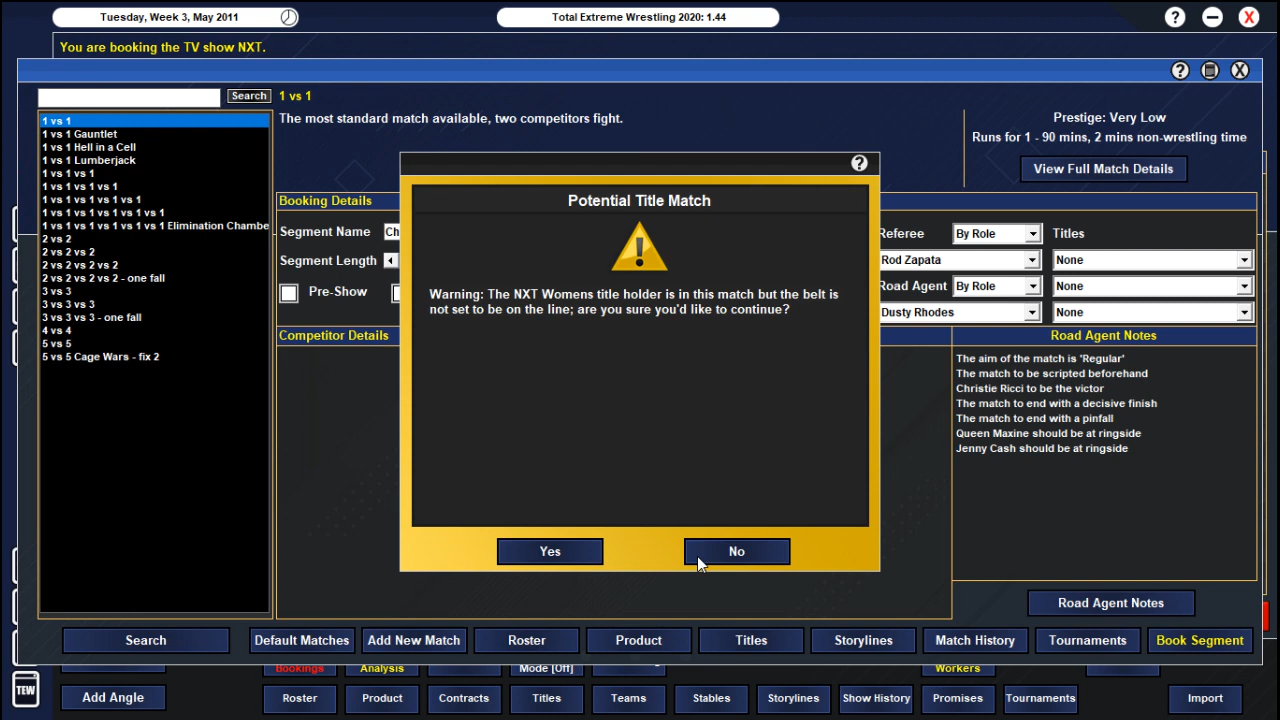 Tuesday, Week 3, May 2011
Total Extreme Wrestling 2020: 1.44
?
X
You are booking the TV show NXT.
? X
Search
1 vs 1
1 vs 1
1 vs 1 Gauntlet
1 vs 1 Hell in a Cell
1 vs 1 Lumberjack
1 vs 1 vs 1
1 vs 1 vs 1 vs 1
1 vs 1 vs 1 vs 1 vs 1
1 vs 1 vs 1 vs 1 vs 1 vs 1
1 vs 1 vs 1 vs 1 vs 1 vs 1 Elimination Chambe
2 vs 2
2 vs 2 vs 2
2 vs 2 vs 2 vs 2
2 vs 2 vs 2 vs 2 - one fall
3 vs 3
3 vs 3 vs 3
3 vs 3 vs 3 - one fall
4 vs 4
5 vs 5
5 vs 5 Cage Wars - fix 2
The most standard match available, two competitors fight.
Prestige: Very Low
Runs for 1 - 90 mins, 2 mins non-wrestling time
View Full Match Details
Booking Details
Segment Name Ch
Segment Length
Pre-Show
Competitor Details
?
Potential Title Match
Warning: The NXT Womens title holder is in this match but the belt is
not set to be on the line; are you sure you'd like to continue?
Yes No
Referee By Role Titles
Rod Zapata None
Road Agent By Role None
Dusty Rhodes None
Road Agent Notes
The aim of the match is 'Regular'
The match to be scripted beforehand
Christie Ricci to be the victor
The match to end with a decisive finish
The match to end with a pinfall
Queen Maxine should be at ringside
Jenny Cash should be at ringside
Road Agent Notes
Search Default Matches Add New Match Roster Product Titles Storylines Match History Tournaments Book Segment
Bookings Analysis Mode [Off] Workers
TEW
Add Angle Roster Product Contracts Titles Teams Stables Storylines Show History Promises Tournaments Import